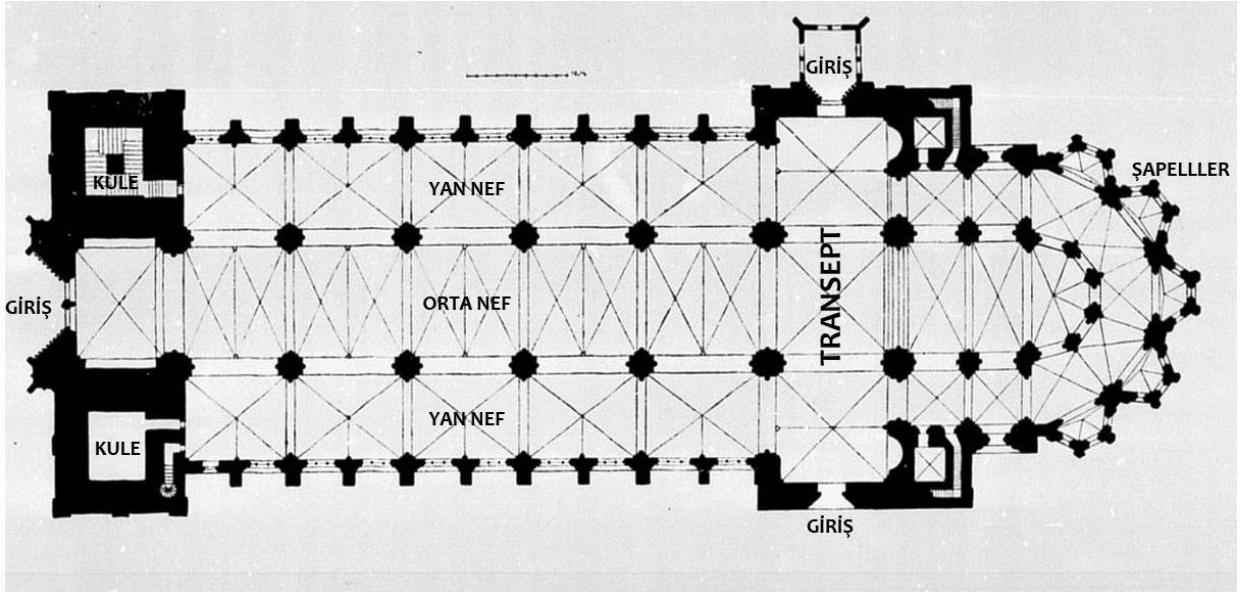 GİRİŞ
ŞAPELLLER
KULE
YAN NEF
TRANSEPT
GİRİŞ
ORTA NEF
YAN NEF
KULE
GİRİŞ